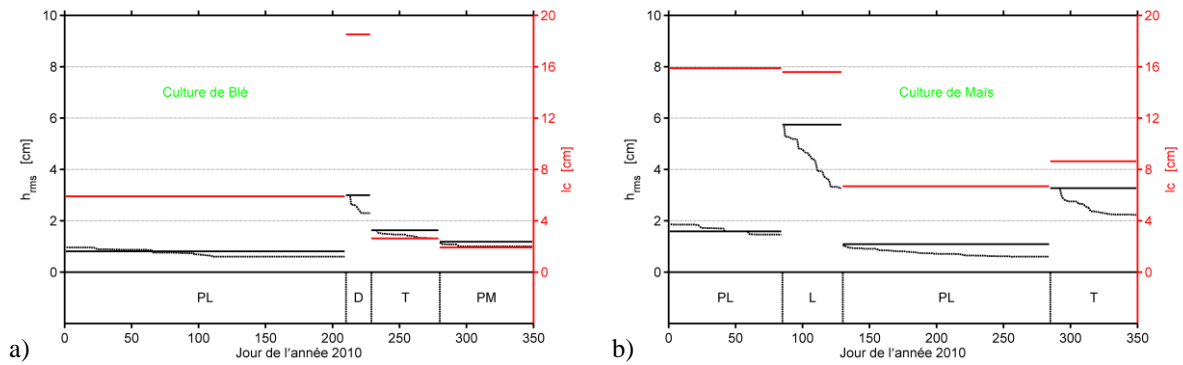 10
8
6
4
2
0
h_rms [cm]
20
16
12
8
4
0
lc [cm]
Culture de Blé
PL D T PM
0 50 100 150 200 250 300 350
Jour de l'année 2010
a)
10
8
6
4
2
0
h_rms [cm]
20
16
12
8
4
0
lc [cm]
Culture de Maïs
PL L PL T
0 50 100 150 200 250 300 350
Jour de l'année 2010
b)